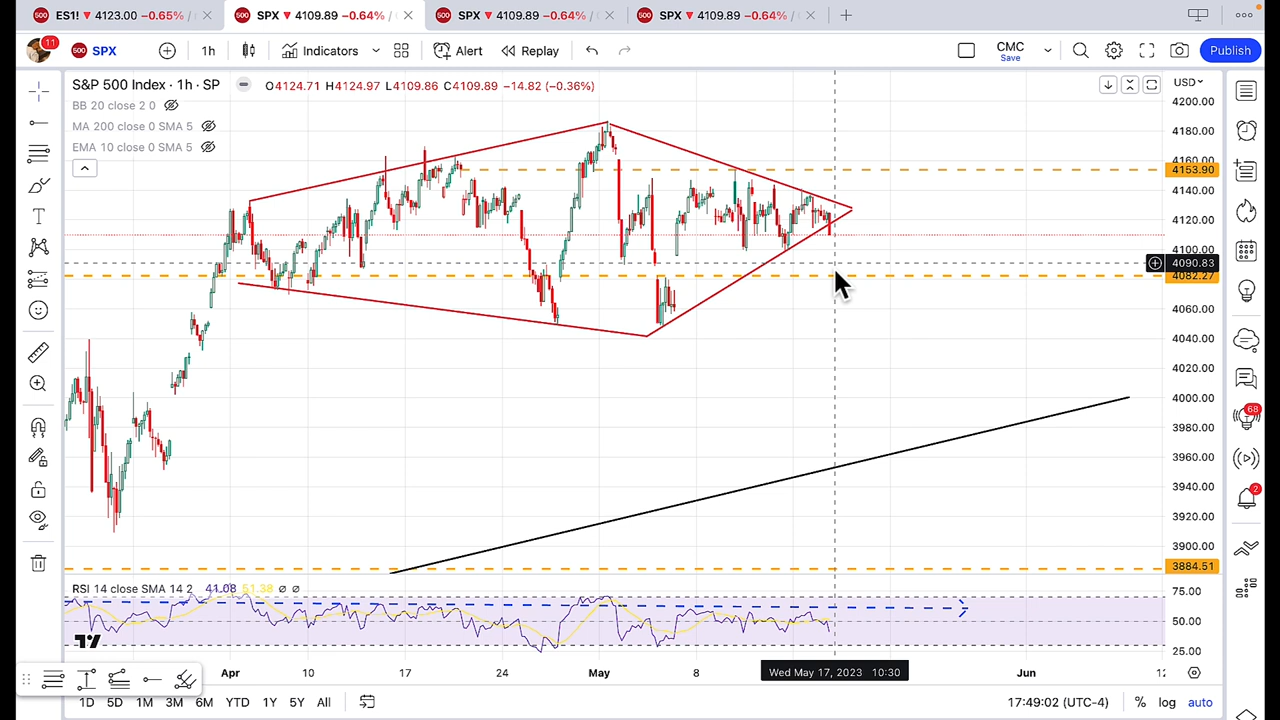 500 ES1! ▼ 4123.00 −0.65% / 500 SPX ▼ 4109.89 −0.64% / 500 SPX ▼ 4109.89 −0.64% / 500 SPX ▼ 4109.89 −0.64% /
11 500 SPX 1h Indicators Alert Replay CMC Save Publish
S&P 500 Index · 1h · SP O4124.71 H4124.97 L4109.86 C4109.89 −14.82 (−0.36%) USD
BB 20 close 2 0
MA 200 close 0 SMA 5
EMA 10 close 0 SMA 5
4200.00
4180.00
4160.00
4153.90
4140.00
4120.00
4100.00
4090.83
4082.27
4060.00
4040.00
4020.00
4000.00
3980.00
3960.00
3940.00
3920.00
3900.00
3884.51
68
2
RSI 14 close SMA 14 2 41.08 51.38 ∅ ∅
75.00
50.00
25.00
Apr 10 17 24 May 8 Wed May 17, 2023 10:30 Jun 12
1D 5D 1M 3M 6M YTD 1Y 5Y All 17:49:02 (UTC-4) % log auto